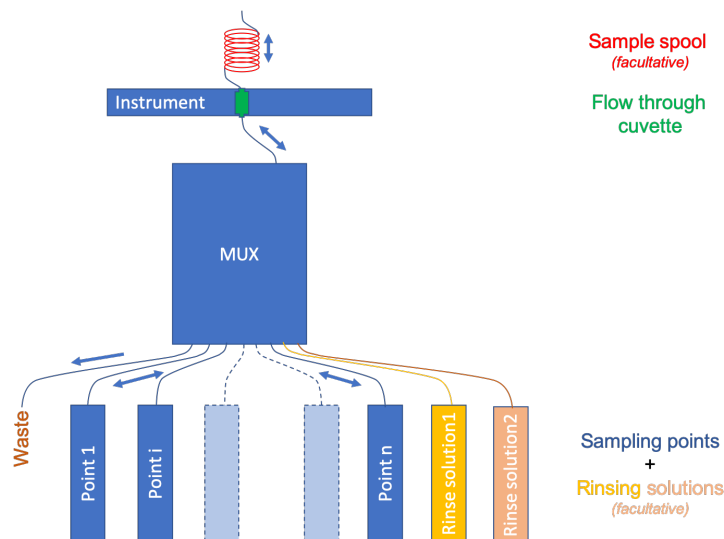 Sample spool
(facultative)
Instrument
Flow through
cuvette
MUX
Waste
Point 1
Point i
Point n
Rinse solution1
Rinse solution2
Sampling points
+
Rinsing solutions
(facultative)